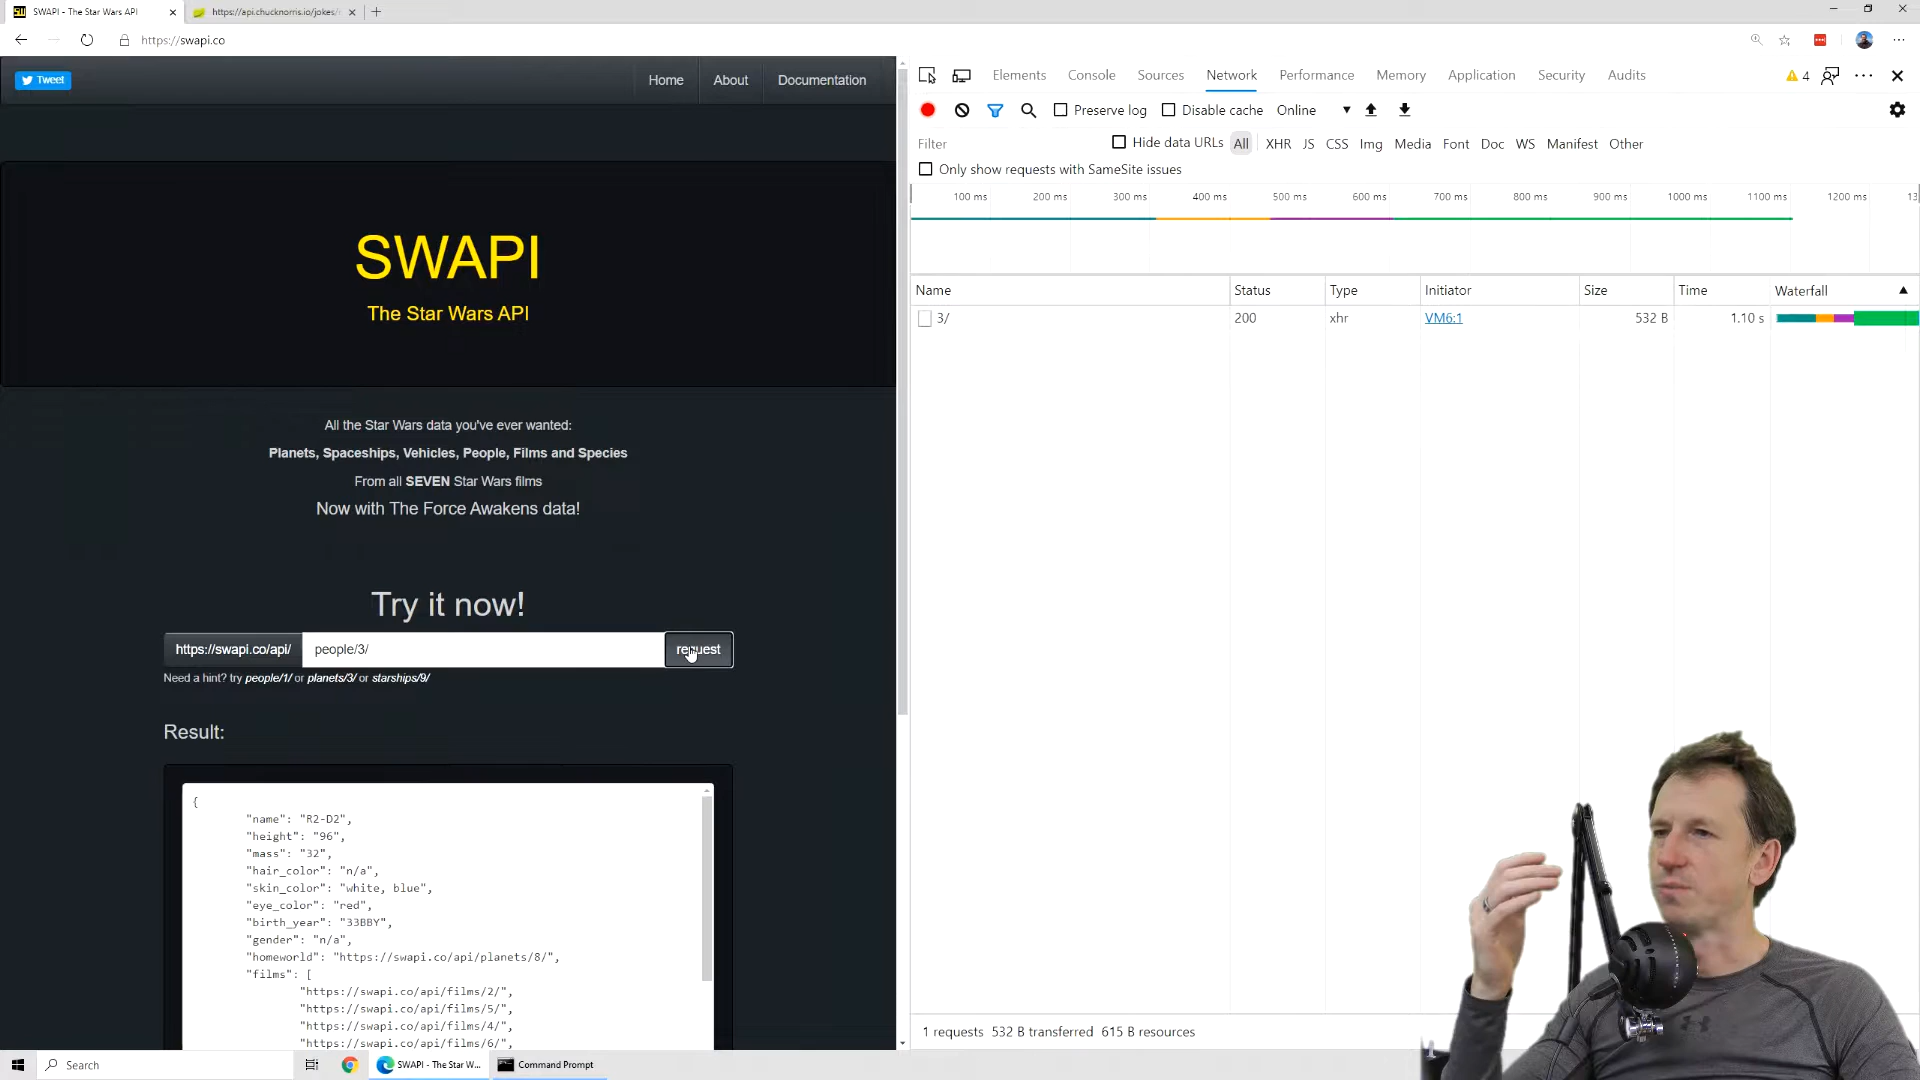 SWAPI - The Star Wars API
https://api.chucknorris.io/jokes/
https://swapi.co
Tweet
Home
About
Documentation
SWAPI
The Star Wars API
All the Star Wars data you've ever wanted:
Planets, Spaceships, Vehicles, People, Films and Species
From all SEVEN Star Wars films
Now with The Force Awakens data!
Try it now!
https://swapi.co/api/ people/3/ request
Need a hint? try people/1/ or planets/3/ or starships/9/
Result:
{
"name": "R2-D2",
"height": "96",
"mass": "32",
"hair_color": "n/a",
"skin_color": "white, blue",
"eye_color": "red",
"birth_year": "33BBY",
"gender": "n/a",
"homeworld": "https://swapi.co/api/planets/8/",
"films": [
"https://swapi.co/api/films/2/",
"https://swapi.co/api/films/5/",
"https://swapi.co/api/films/4/",
"https://swapi.co/api/films/6/",
Elements Console Sources Network Performance Memory Application Security Audits 4
Preserve log Disable cache Online
Filter Hide data URLs All XHR JS CSS Img Media Font Doc WS Manifest Other
Only show requests with SameSite issues
100 ms 200 ms 300 ms 400 ms 500 ms 600 ms 700 ms 800 ms 900 ms 1000 ms 1100 ms 1200 ms 13
Name Status Type Initiator Size Time Waterfall
3/ 200 xhr VM6:1 532 B 1.10 s
1 requests 532 B transferred 615 B resources
Search
SWAPI - The Star W...
Command Prompt